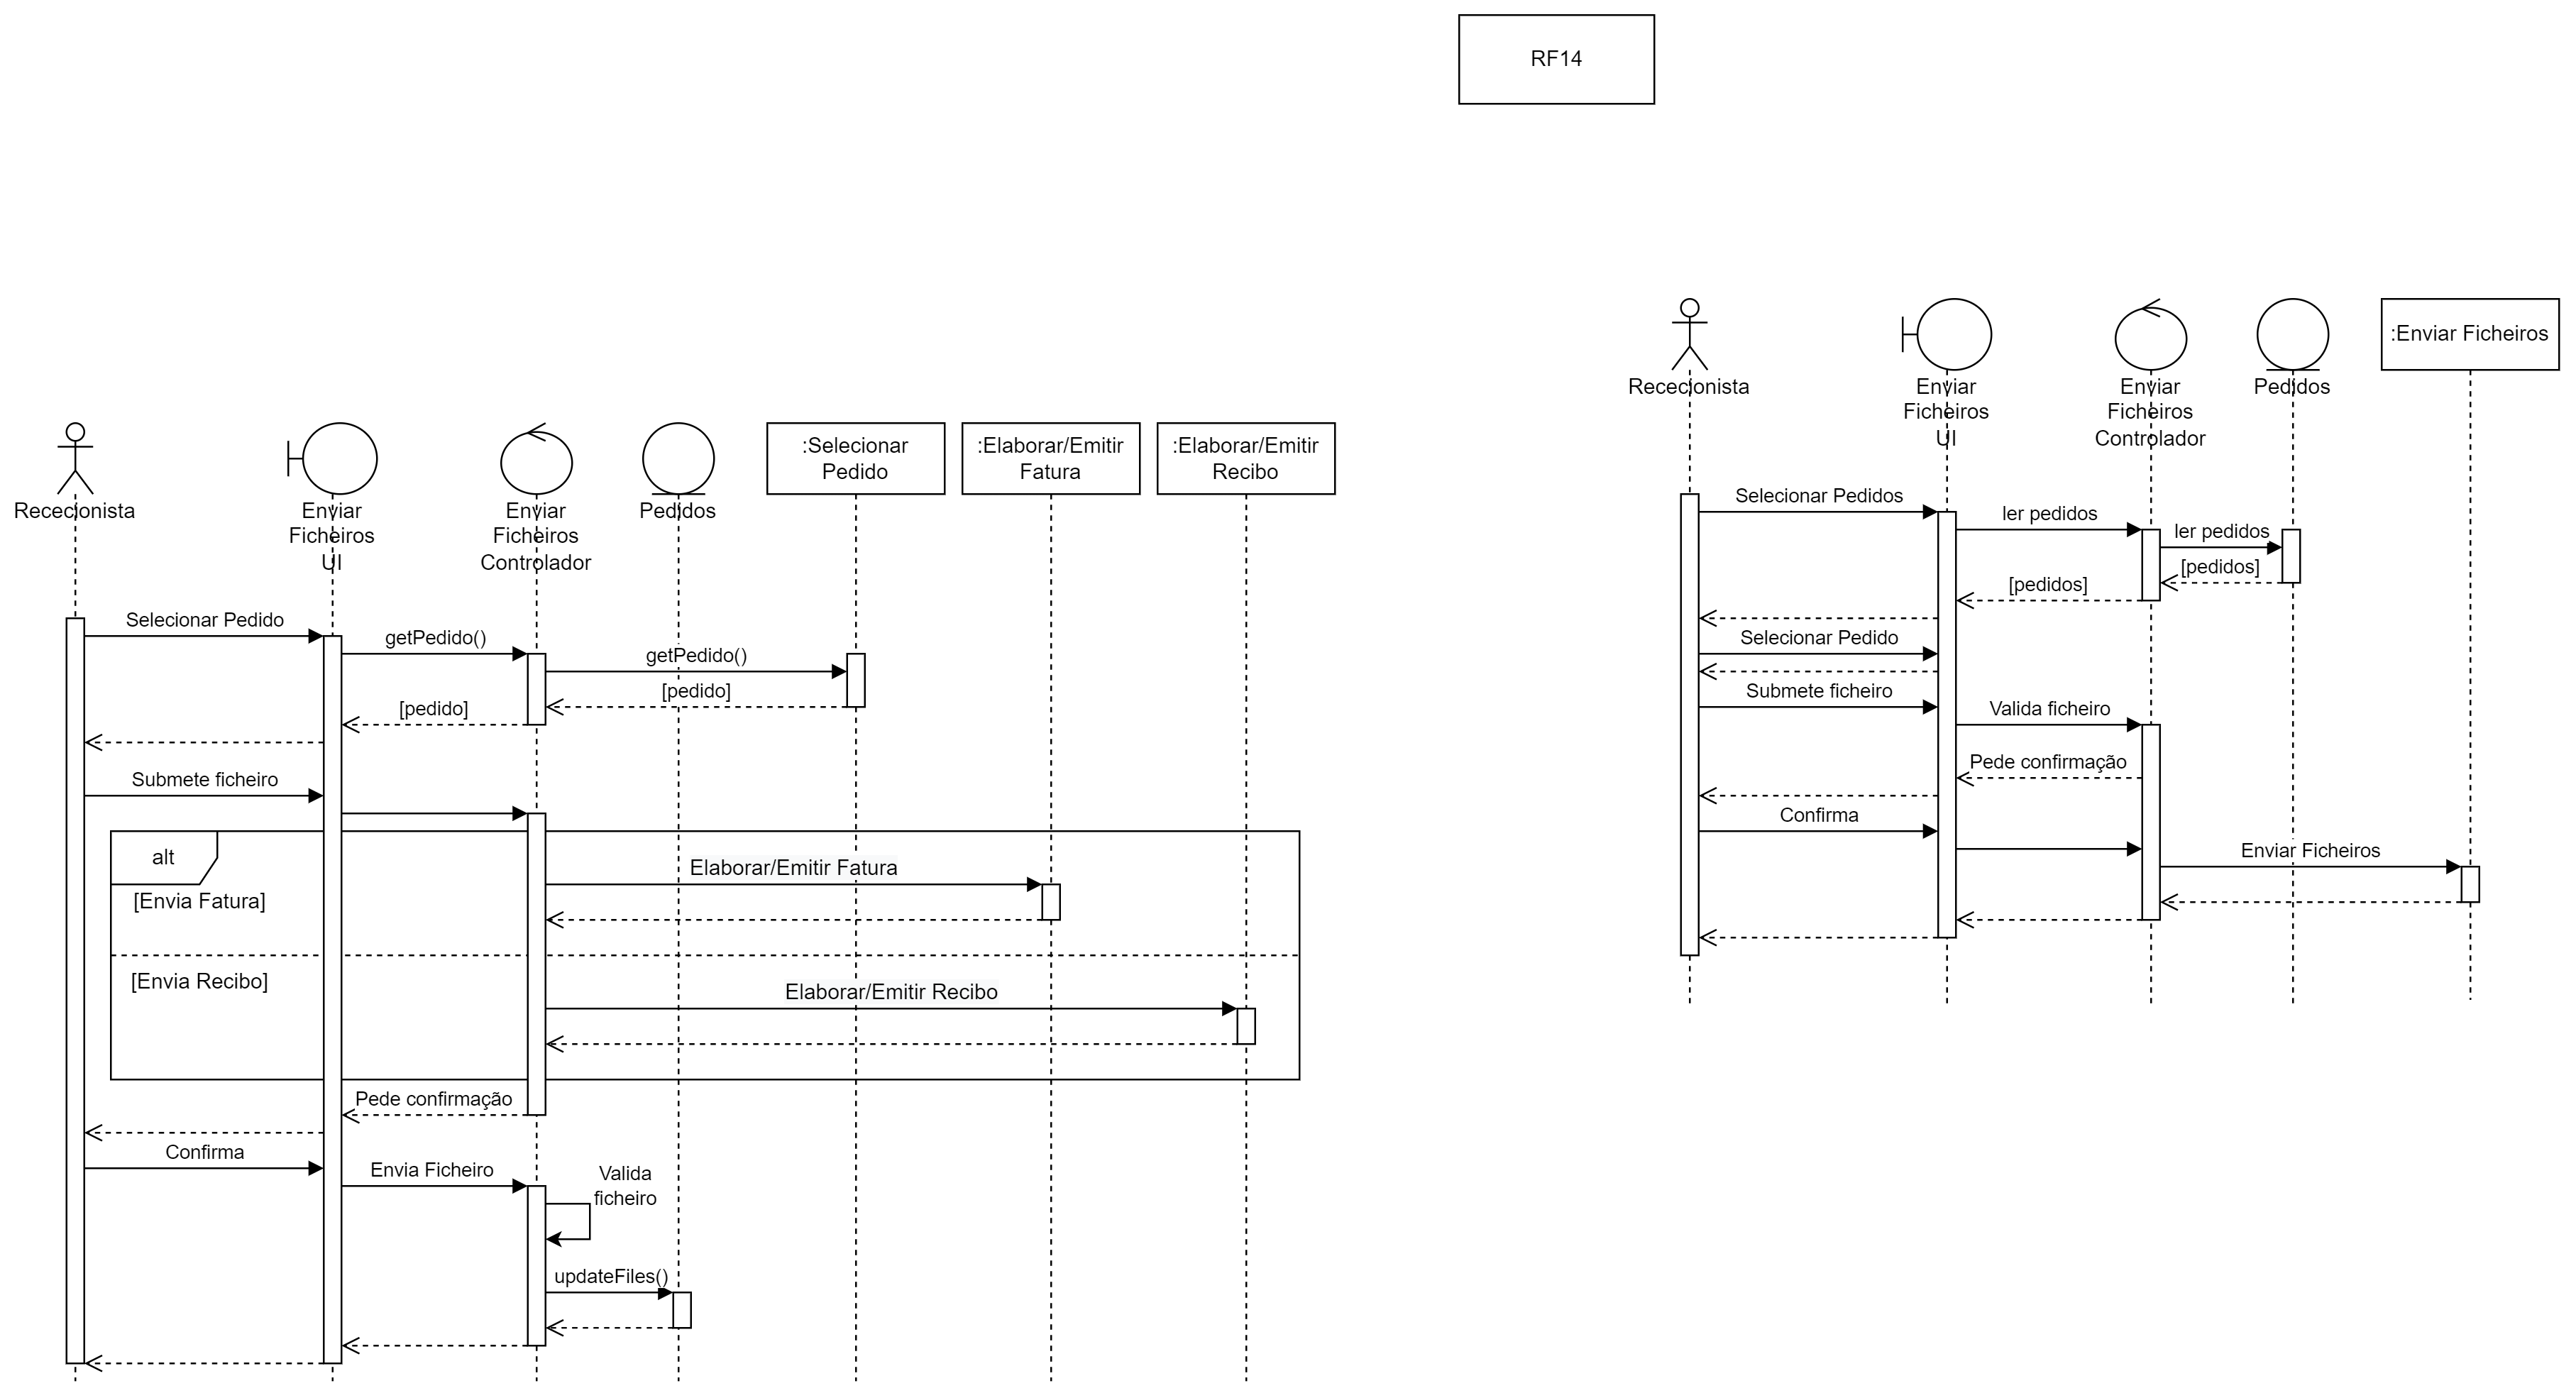 RF14
Rececionista
Enviar
Ficheiros
UI
Enviar
Ficheiros
Controlador
Pedidos
:Selecionar
Pedido
:Elaborar/Emitir
Fatura
:Elaborar/Emitir
Recibo
Selecionar Pedido
getPedido()
getPedido()
[pedido]
[pedido]
Submete ficheiro
alt
[Envia Fatura]
Elaborar/Emitir Fatura
[Envia Recibo]
Elaborar/Emitir Recibo
Pede confirmação
Confirma
Envia Ficheiro
Valida
ficheiro
updateFiles()
Rececionista
Enviar
Ficheiros
UI
Enviar
Ficheiros
Controlador
Pedidos
:Enviar Ficheiros
Selecionar Pedidos
ler pedidos
ler pedidos
[pedidos]
[pedidos]
Selecionar Pedido
Submete ficheiro
Valida ficheiro
Pede confirmação
Confirma
Enviar Ficheiros